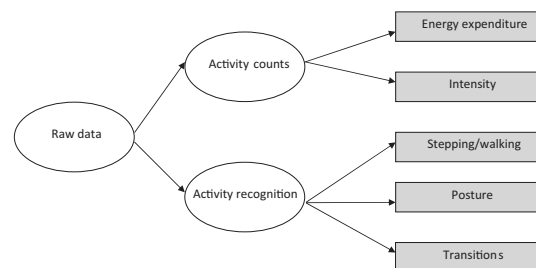 Energy expenditure
Activity counts
Intensity
Raw data
Stepping/walking
Activity recognition
Posture
Transitions